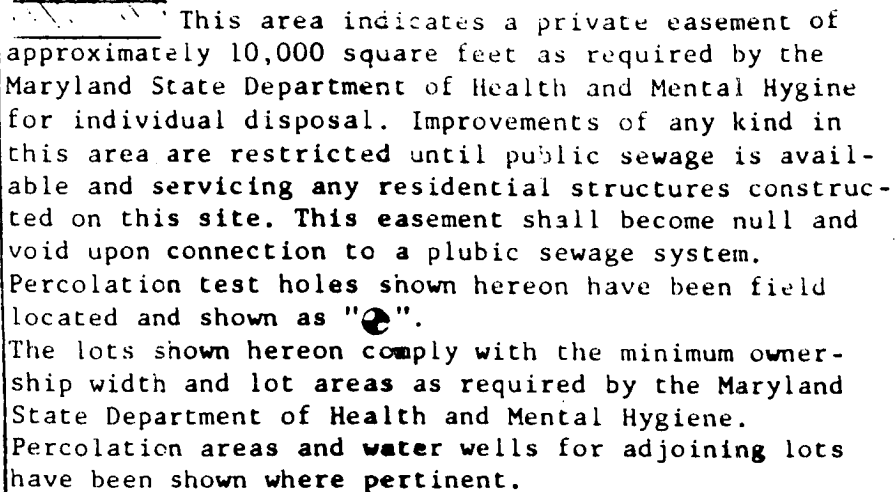 This area indicates a private easement of
approximately 10,000 square feet as required by the
Maryland State Department of Health and Mental Hygine
for individual disposal. Improvements of any kind in
this area are restricted until public sewage is avail-
able and servicing any residential structures construc-
ted on this site. This easement shall become null and
void upon connection to a plubic sewage system.
Percolation test holes shown hereon have been field
located and shown as " ".
The lots shown hereon comply with the minimum owner-
ship width and lot areas as required by the Maryland
State Department of Health and Mental Hygiene.
Percolation areas and water wells for adjoining lots
have been shown where pertinent.